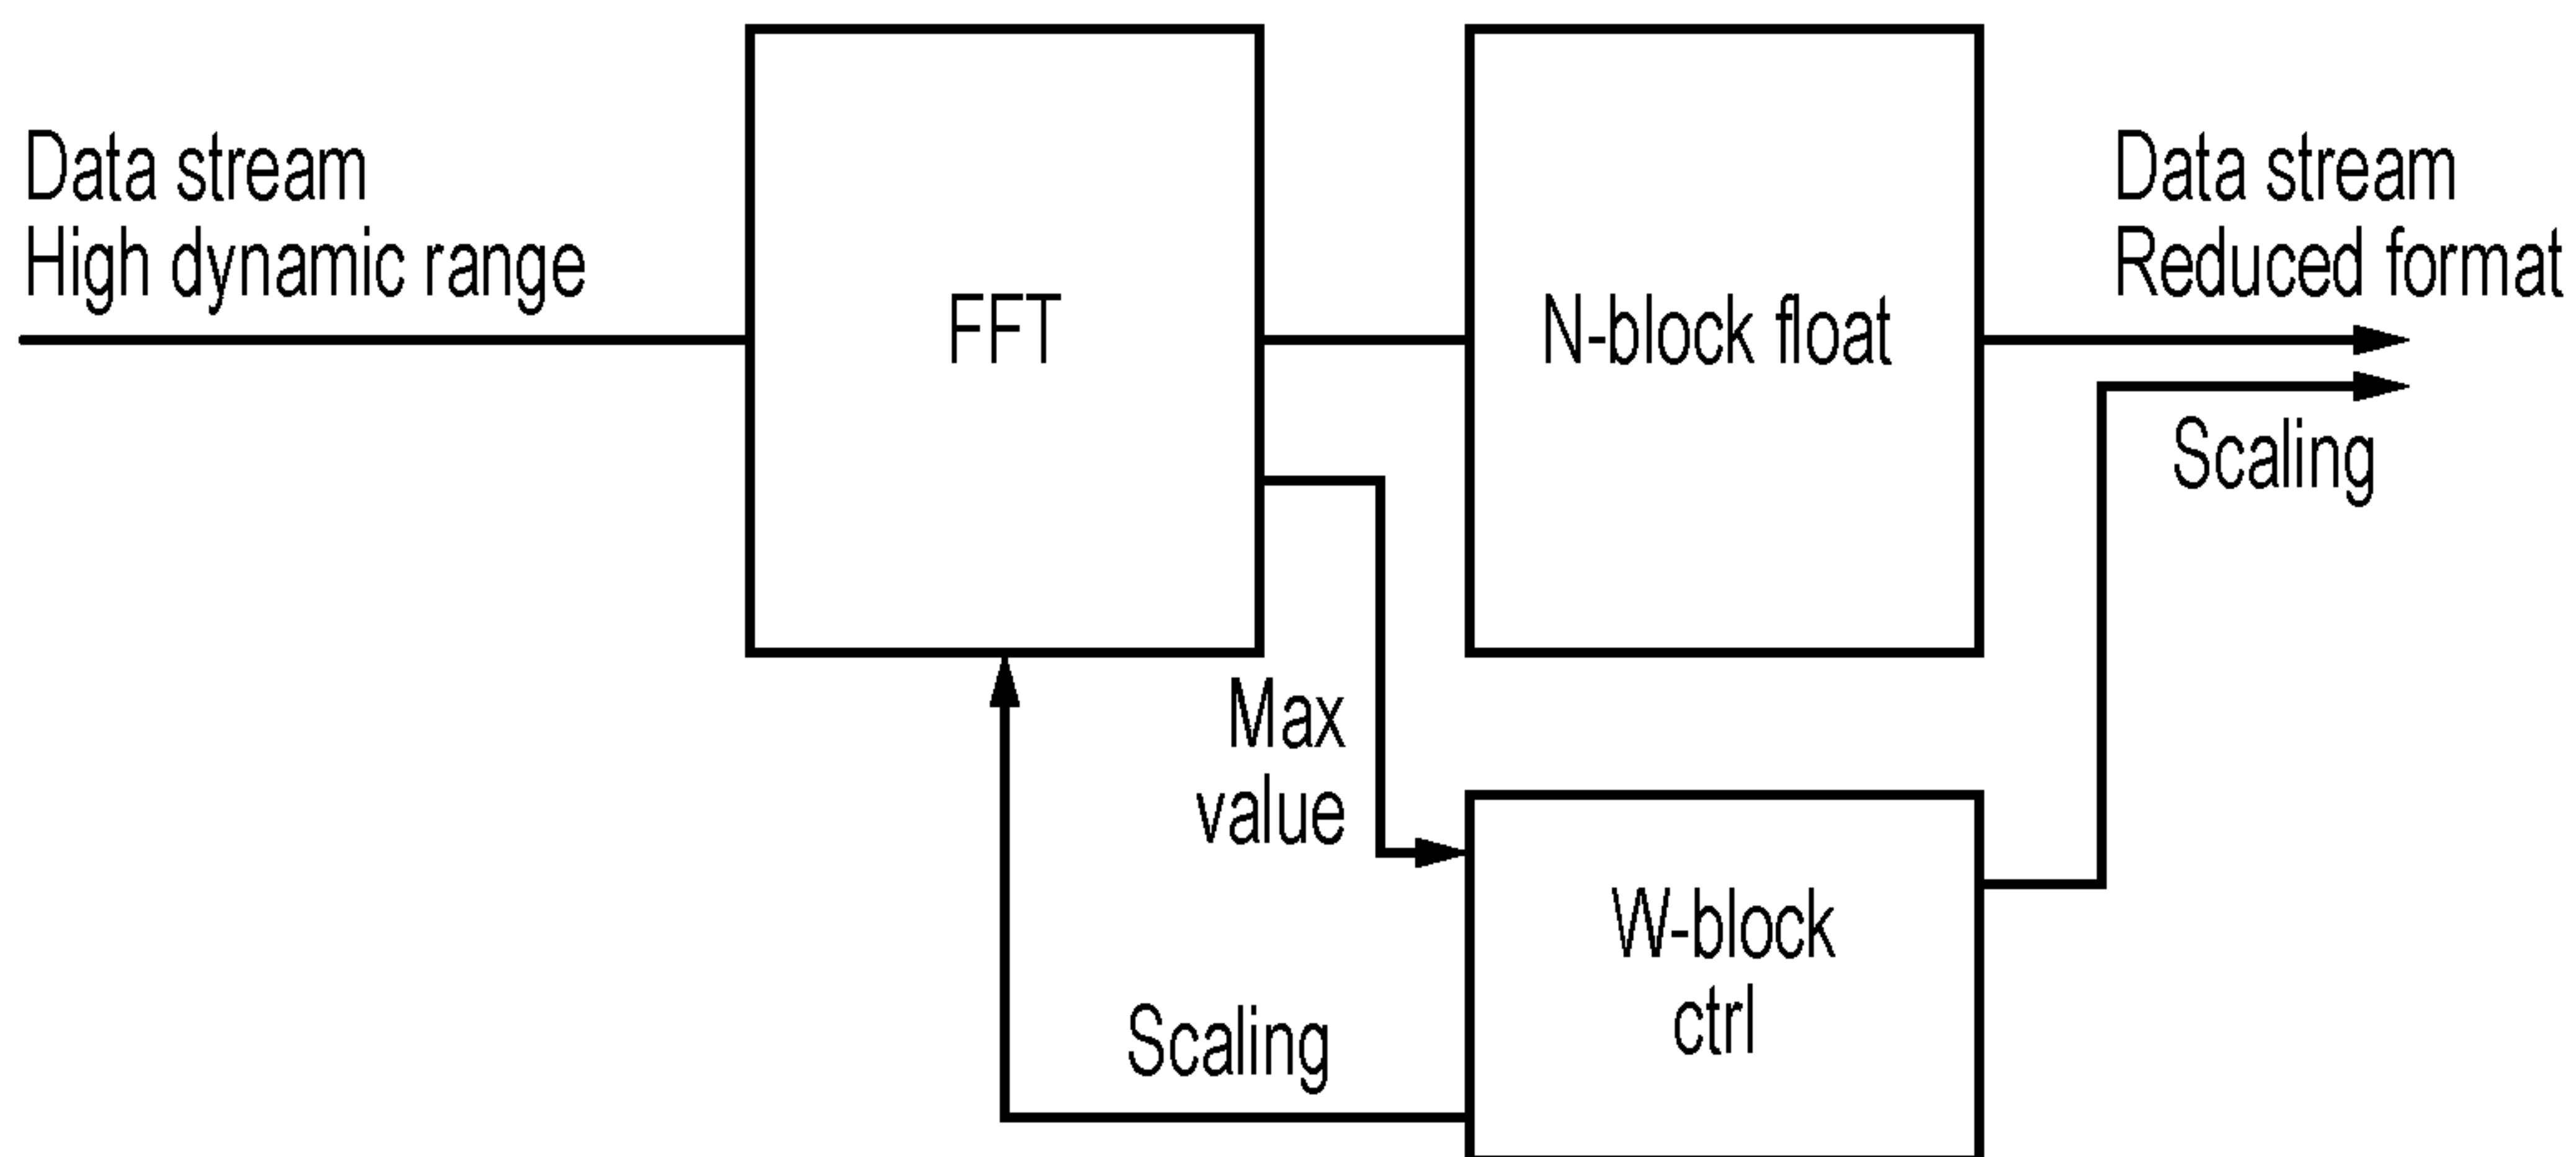 Data stream
High dynamic range
FFT
N-block float
Data stream
Reduced format
Scaling
Max
value
W-block
ctrl
Scaling